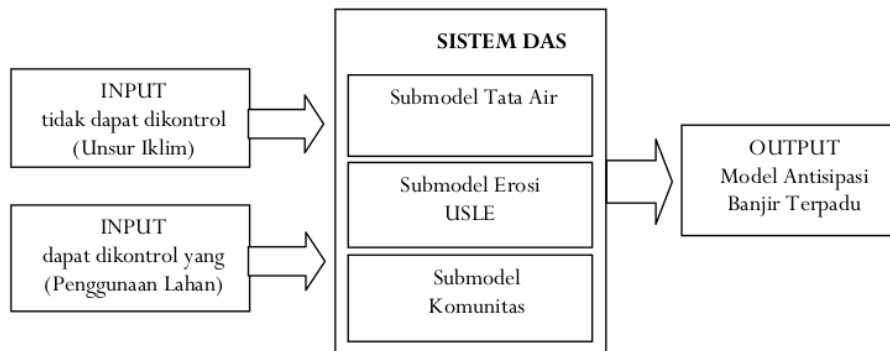 INPUT
tidak dapat dikontrol
(Unsur Iklim)
INPUT
dapat dikontrol yang
(Penggunaan Lahan)
SISTEM DAS
Submodel Tata Air
Submodel Erosi
USLE
Submodel
Komunitas
OUTPUT
Model Antisipasi
Banjir Terpadu